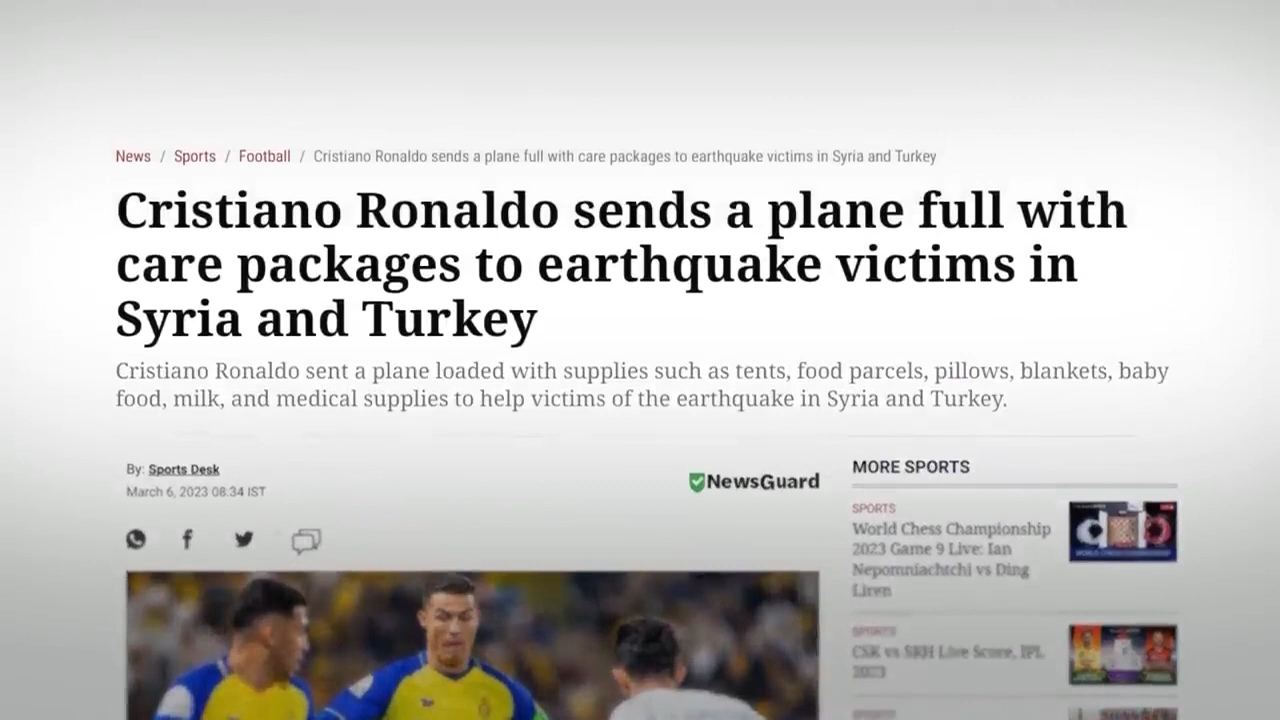 News / Sports / Football / Cristiano Ronaldo sends a plane full with care packages to earthquake victims in Syria and Turkey
Cristiano Ronaldo sends a plane full with
care packages to earthquake victims in
Syria and Turkey
Cristiano Ronaldo sent a plane loaded with supplies such as tents, food parcels, pillows, blankets, baby
food, milk, and medical supplies to help victims of the earthquake in Syria and Turkey.
By: Sports Desk
March 6, 2023 08:34 IST
NewsGuard
MORE SPORTS
SPORTS
World Chess Championship
2023 Game 9 Live: Ian
Nepomniachtchi vs Ding
Liren
SPORTS
CSK vs SRH Live Score, IPL
2023
SPORTS